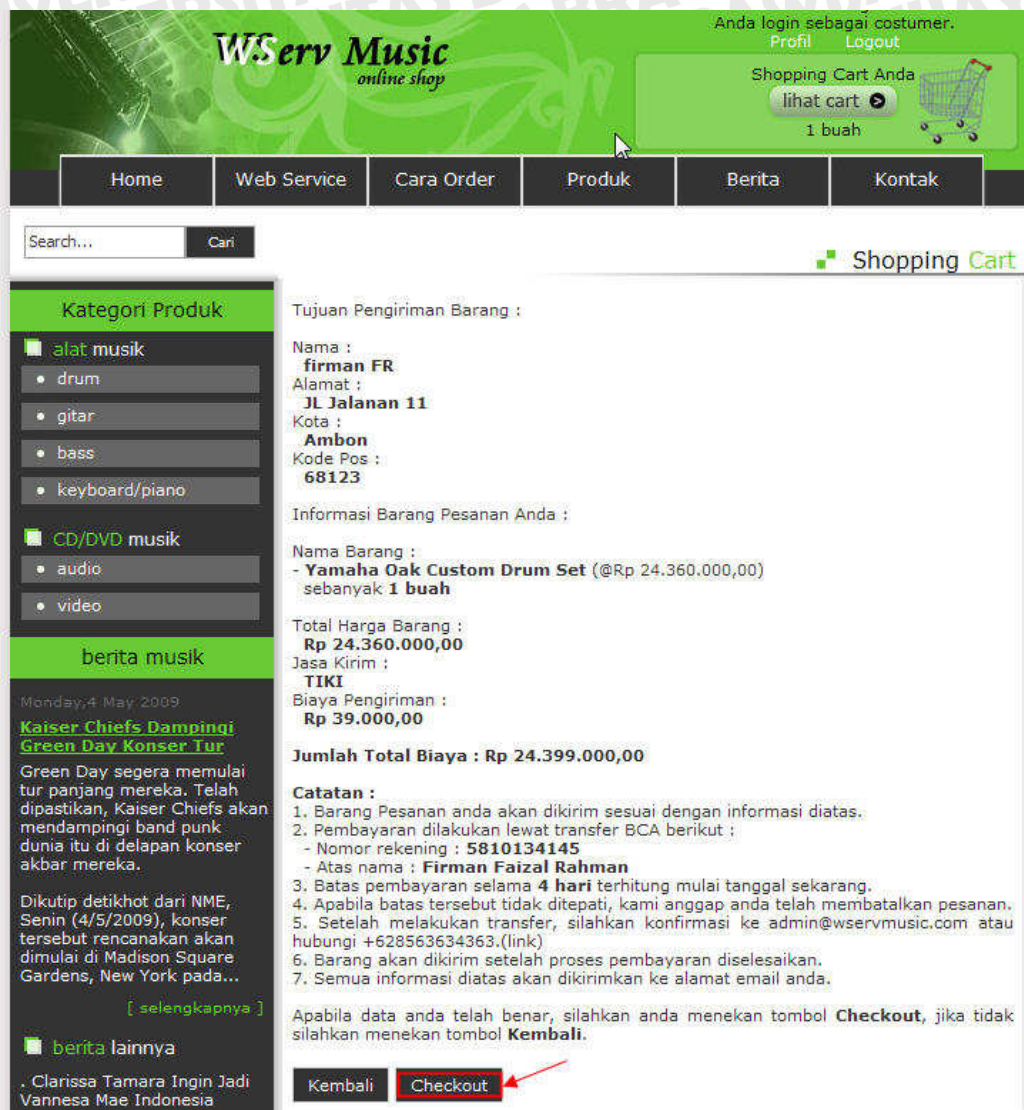 Anda login sebagai costumer.
Profil Logout
WServ Music
online shop
Shopping Cart Anda
lihat cart
1 buah
Home Web Service Cara Order Produk Berita Kontak
Search... Cari
Shopping Cart
Kategori Produk
alat musik
• drum
• gitar
• bass
• keyboard/piano
CD/DVD musik
• audio
• video
berita musik
Monday,4 May 2009
Kaiser Chiefs Dampingi
Green Day Konser Tur
Green Day segera memulai
tur panjang mereka. Telah
dipastikan, Kaiser Chiefs akan
mendampingi band punk
dunia itu di delapan konser
akbar mereka.
Dikutip detikhot dari NME,
Senin (4/5/2009), konser
tersebut rencanakan akan
dimulai di Madison Square
Gardens, New York pada...
[ selengkapnya ]
berita lainnya
. Clarissa Tamara Ingin Jadi
Vannesa Mae Indonesia
Tujuan Pengiriman Barang :
Nama :
firman FR
Alamat :
JL Jalanan 11
Kota :
Ambon
Kode Pos :
68123
Informasi Barang Pesanan Anda :
Nama Barang :
- Yamaha Oak Custom Drum Set (@Rp 24.360.000,00)
sebanyak 1 buah
Total Harga Barang :
Rp 24.360.000,00
Jasa Kirim :
TIKI
Biaya Pengiriman :
Rp 39.000,00
Jumlah Total Biaya : Rp 24.399.000,00
Catatan :
1. Barang Pesanan anda akan dikirim sesuai dengan informasi diatas.
2. Pembayaran dilakukan lewat transfer BCA berikut :
- Nomor rekening : 5810134145
- Atas nama : Firman Faizal Rahman
3. Batas pembayaran selama 4 hari terhitung mulai tanggal sekarang.
4. Apabila batas tersebut tidak ditepati, kami anggap anda telah membatalkan pesanan.
5. Setelah melakukan transfer, silahkan konfirmasi ke admin@wservmusic.com atau
hubungi +628563634363.(link)
6. Barang akan dikirim setelah proses pembayaran diselesaikan.
7. Semua informasi diatas akan dikirimkan ke alamat email anda.
Apabila data anda telah benar, silahkan anda menekan tombol Checkout, jika tidak
silahkan menekan tombol Kembali.
Kembali Checkout